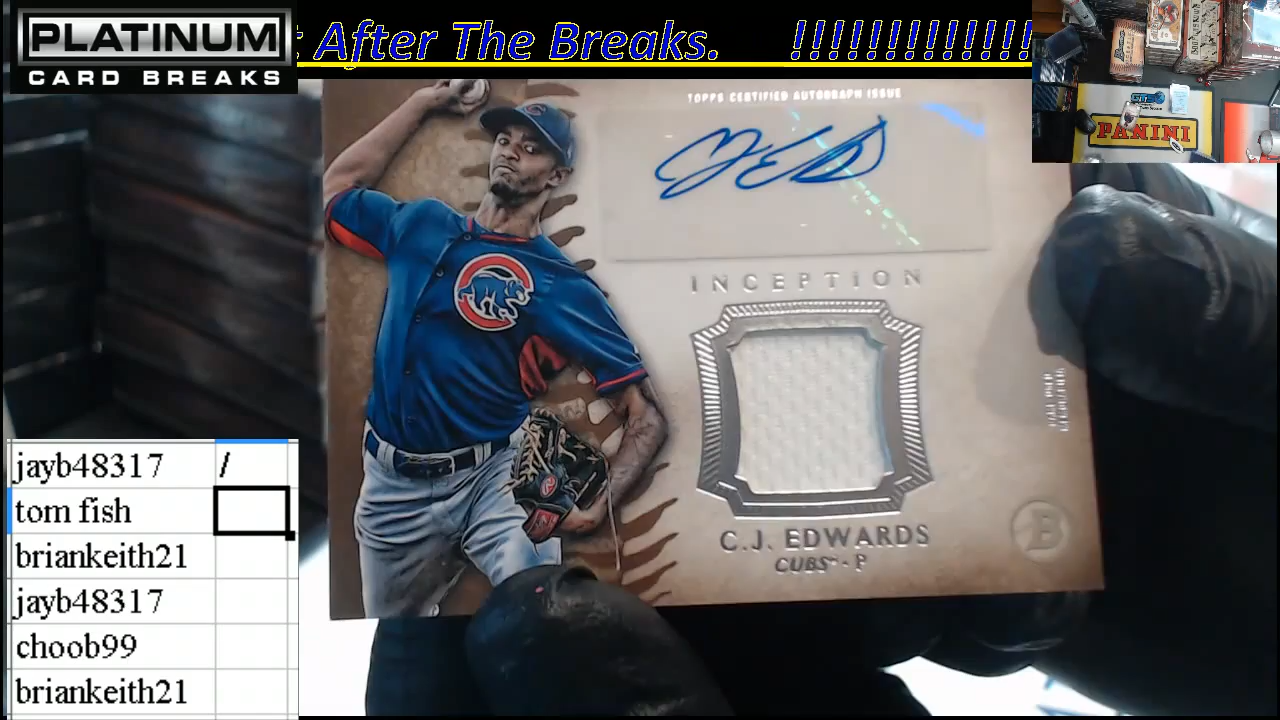 PLATINUM
CARD BREAKS
After The Breaks. !!!!!!!!!!!!!
PANINI
TOPPS CERTIFIED AUTOGRAPH ISSUE
INCEPTION
C.J. EDWARDS
CUBS™ · P
B
jayb48317 /
tom fish
briankeith21
jayb48317
choob99
briankeith21